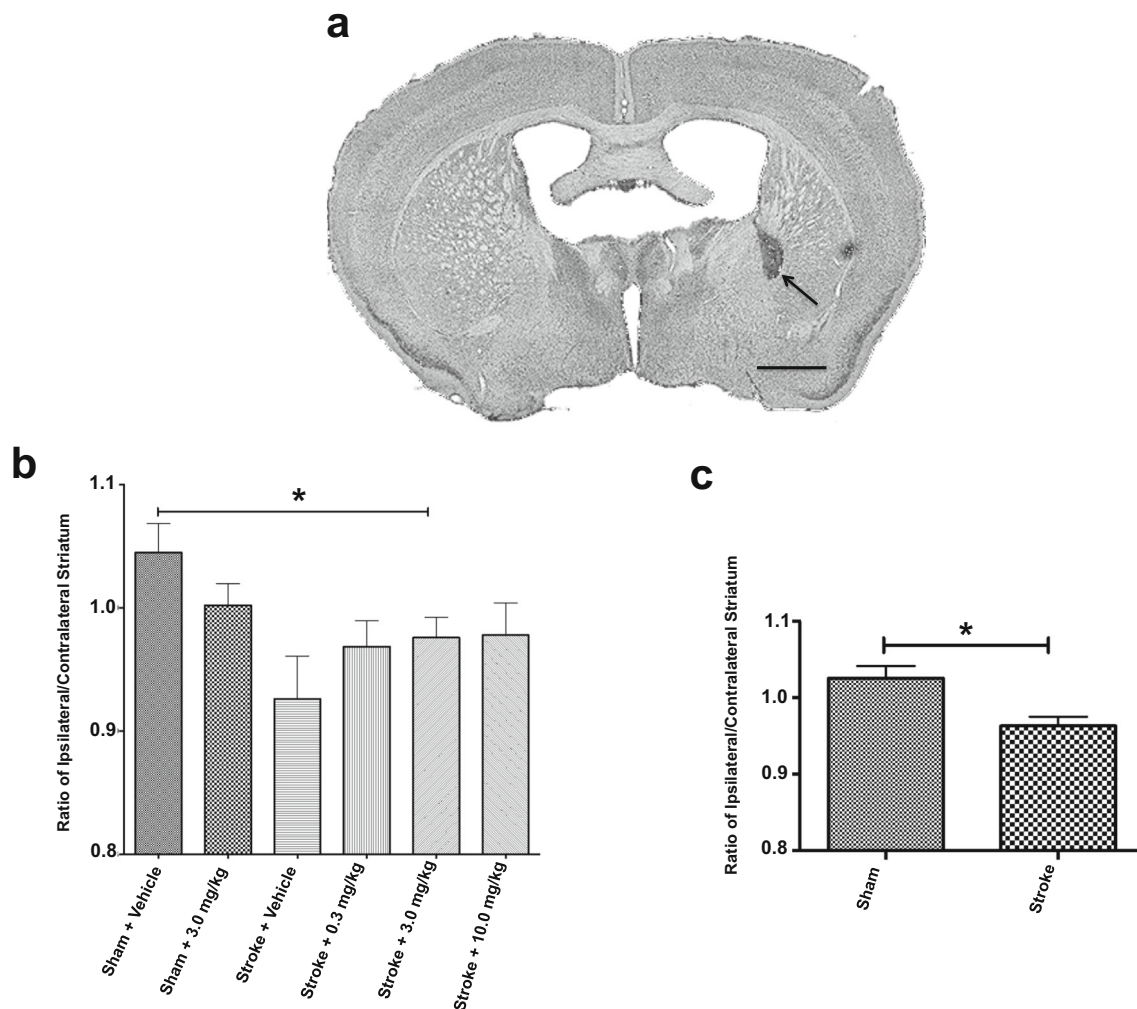 a
b
Ratio of Ipsilateral/Contralateral Striatum
1.1
1.0
0.9
0.8
*
Sham + Vehicle
Sham + 3.0 mg/kg
Stroke + Vehicle
Stroke + 0.3 mg/kg
Stroke + 3.0 mg/kg
Stroke + 10.0 mg/kg
c
Ratio of Ipsilateral/Contralateral Striatum
1.1
1.0
0.9
0.8
*
Sham
Stroke